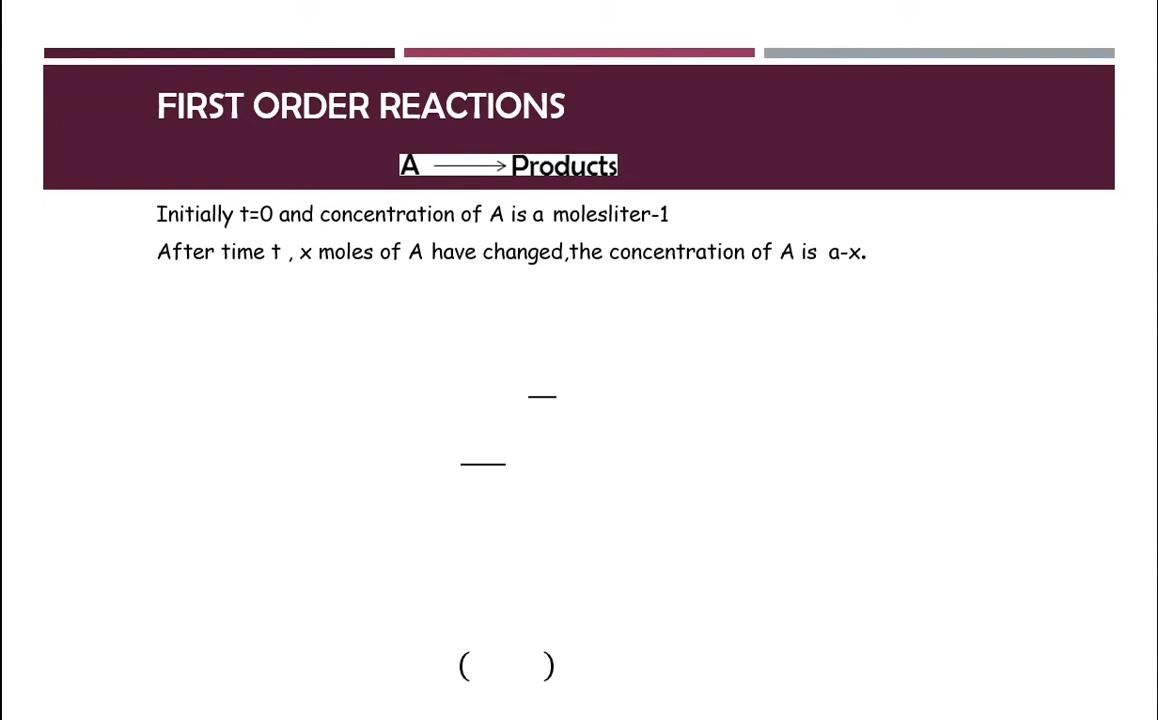 FIRST ORDER REACTIONS
A ⟶ Products
Initially t=0 and concentration of A is a molesliter-1
After time t , x moles of A have changed,the concentration of A is a-x.
( )